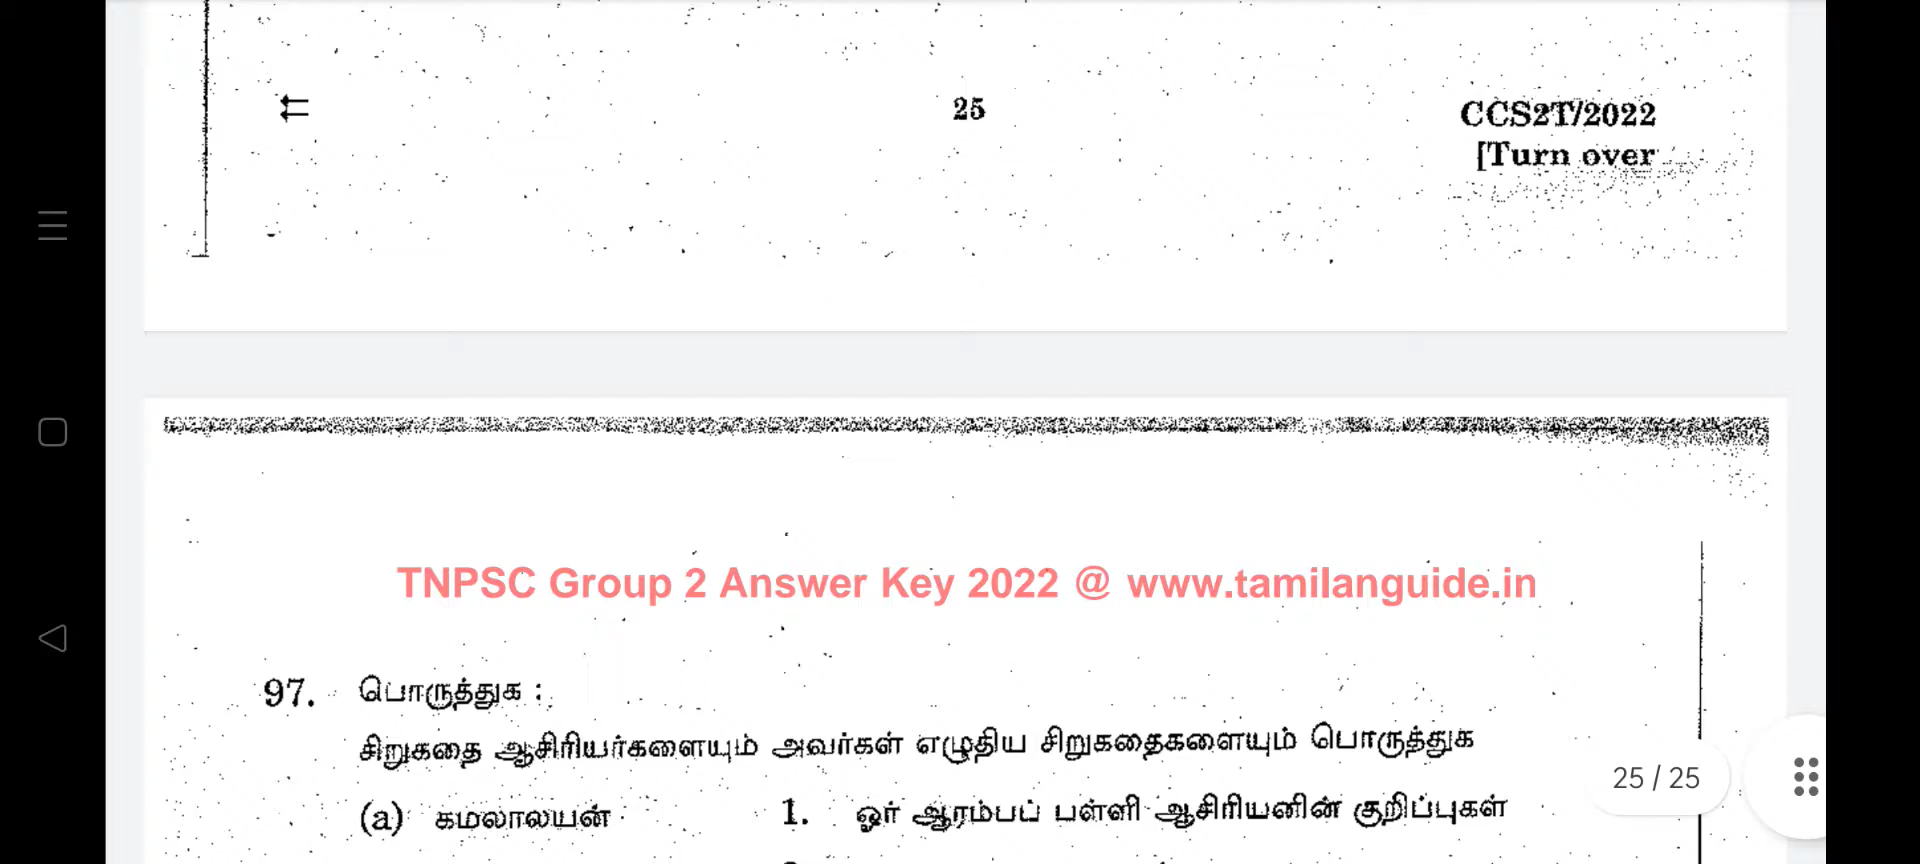 25
CCS2T/2022
[Turn over
TNPSC Group 2 Answer Key 2022 @ www.tamilanguide.in
97. பொருத்துக :
சிறுகதை ஆசிரியர்களையும் அவர்கள் எழுதிய சிறுகதைகளையும் பொருத்துக
25 / 25
(a) கமலாலயன் 1. ஓர் ஆரம்பப் பள்ளி ஆசிரியனின் குறிப்புகள்